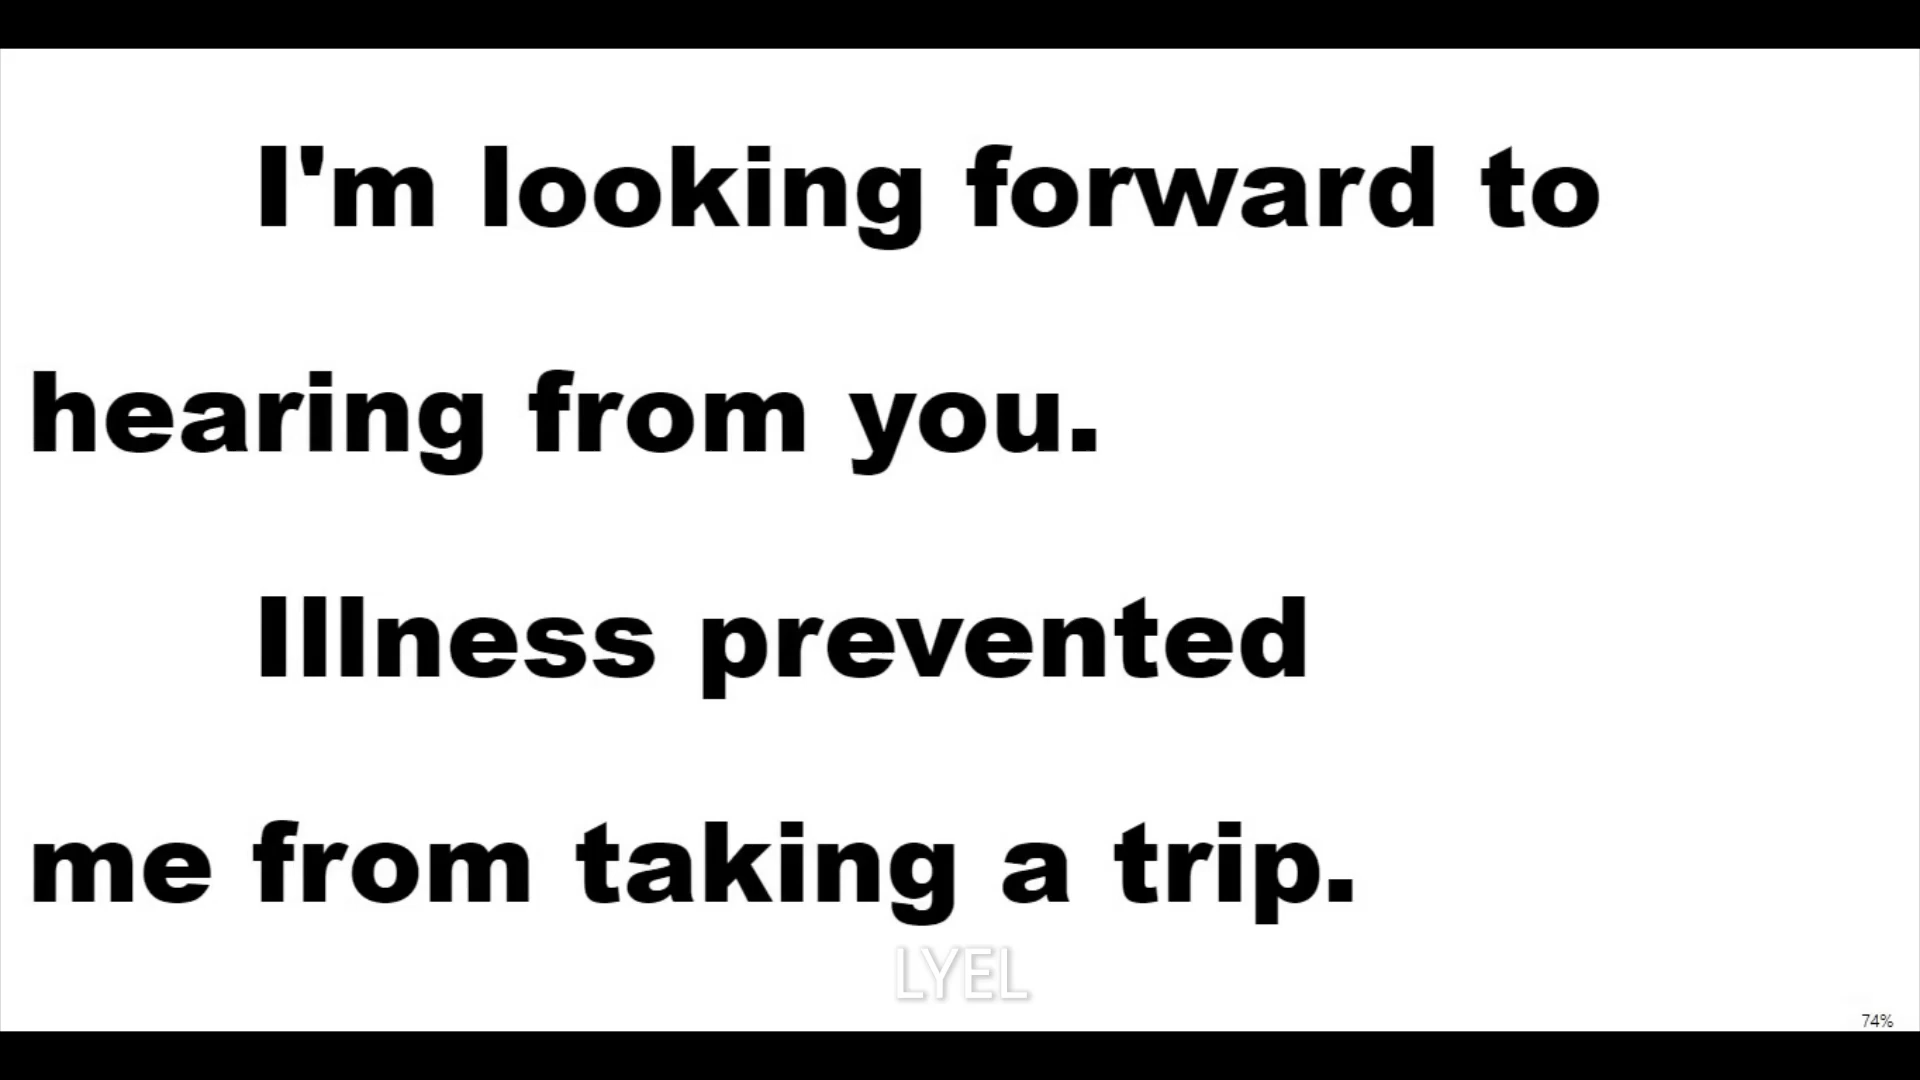 I'm looking forward to
hearing from you.
Illness prevented
me from taking a trip.
LYEL
74%